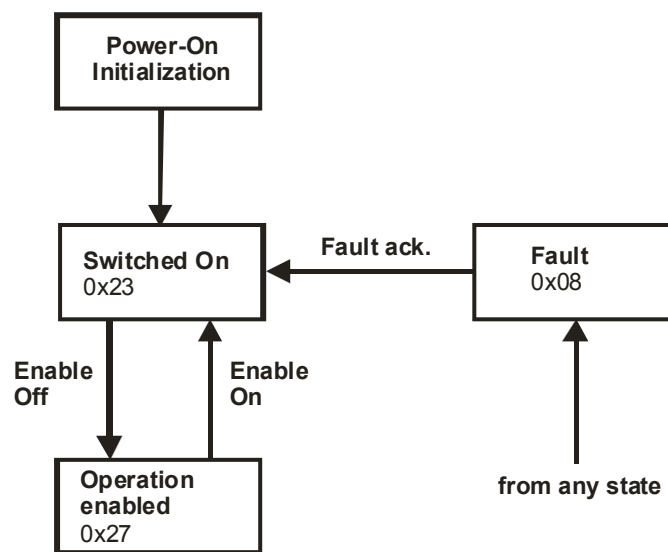 Power-On
Initialization
Switched On
0x23
Fault ack.
Fault
0x08
Enable
Off
Enable
On
Operation
enabled
0x27
from any state